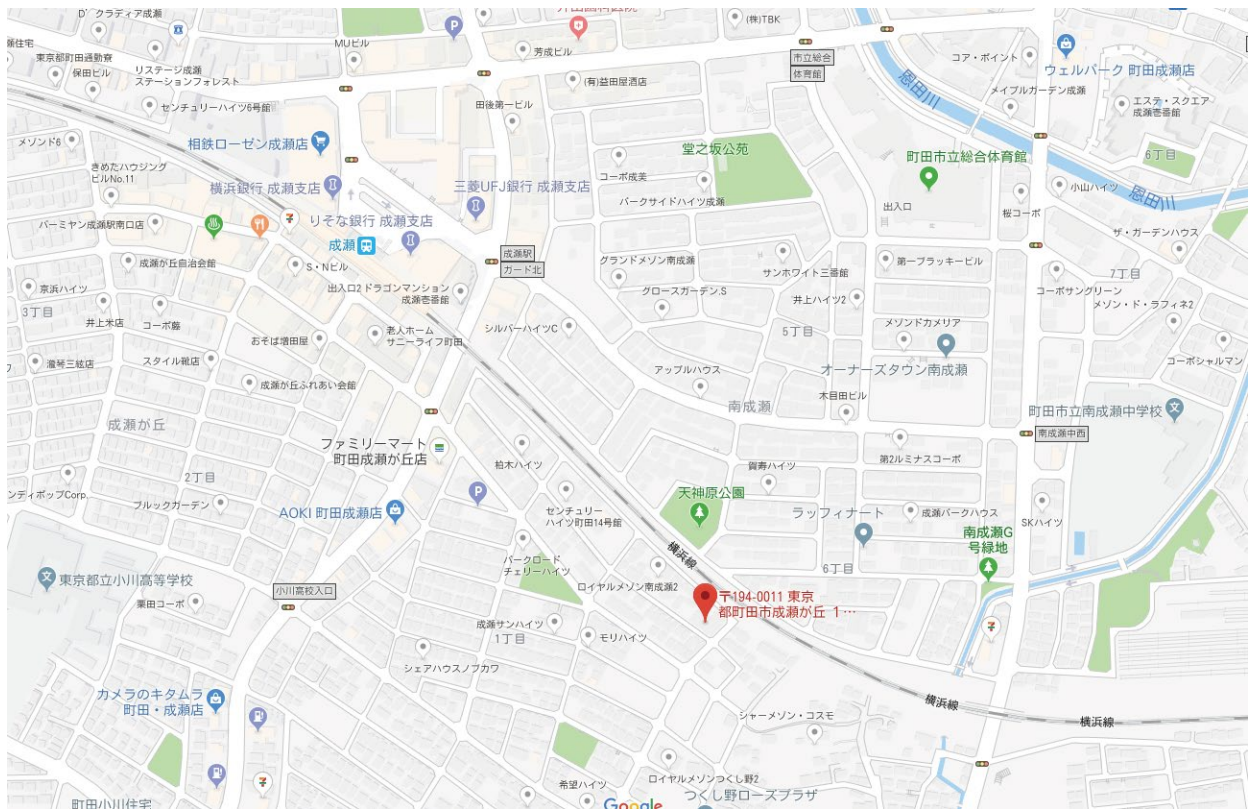 D'クラディア成瀬
MUビル
井田歯科医院
(株)TBK
芳成ビル
市立総合
体育館
コア・ポイント
ウェルパーク 町田成瀬店
東京都町田通勤寮
保田ビル
リステージ成瀬
ステーションフォレスト
センチュリーハイツ6号館
(有)益田屋酒店
田後第一ビル
恩田川
メイプルガーデン成瀬
エステ・スクエア
成瀬壱番館
メゾンド6
相鉄ローゼン成瀬店
堂之坂公苑
町田市立総合体育館
6丁目
きめたハウジング
ビルNo.11
横浜銀行 成瀬支店
三菱UFJ銀行 成瀬支店
コーポ成美
パークサイドハイツ成瀬
出入口
小山ハイツ
恩田川
桜コーポ
バーミヤン成瀬駅南口店
りそな銀行 成瀬支店
成瀬
成瀬駅
ガード北
ザ・ガーデンハウス
成瀬が丘自治会館
S・Nビル
グランドメゾン南成瀬
サンホワイト三番館
第一ブラッキービル
7丁目
京浜ハイツ
出入口2
ドラゴンマンション
成瀬壱番館
グロースガーデン.S
井上ハイツ2
コーポサングリーン
メゾン・ド・ラフィネ2
3丁目
井上米店
コーポ藤
おそば増田屋
老人ホーム
サニーライフ町田
シルバーハイツC
5丁目
メゾンドカメリア
瀧琴三絃店
スタイル靴店
成瀬が丘ふれあい会館
アップルハウス
オーナーズタウン南成瀬
コーポシャルマン
成瀬が丘
南成瀬
木目田ビル
町田市立南成瀬中学校
南成瀬中西
ファミリーマート
町田成瀬が丘店
柏木ハイツ
賀寿ハイツ
第2ルミナスコーポ
2丁目
ンディポップCorp.
ブルックガーデン
AOKI 町田成瀬店
センチュリー
ハイツ町田14号館
天神原公園
ラッフィナート
成瀬パークハウス
SKハイツ
南成瀬G
号緑地
横浜線
6丁目
東京都立小川高等学校
小川高校入口
パークロード
チェリーハイツ
ロイヤルメゾン南成瀬2
〒194-0011 東京
都町田市成瀬が丘 1…
栗田コーポ
成瀬サンハイツ
1丁目
モリハイツ
シェアハウスノブカワ
カメラのキタムラ
町田・成瀬店
横浜線
横浜線
シャーメゾン・コスモ
希望ハイツ
ロイヤルメゾンつくし野2
つくし野ローズプラザ
町田小川住宅
Google